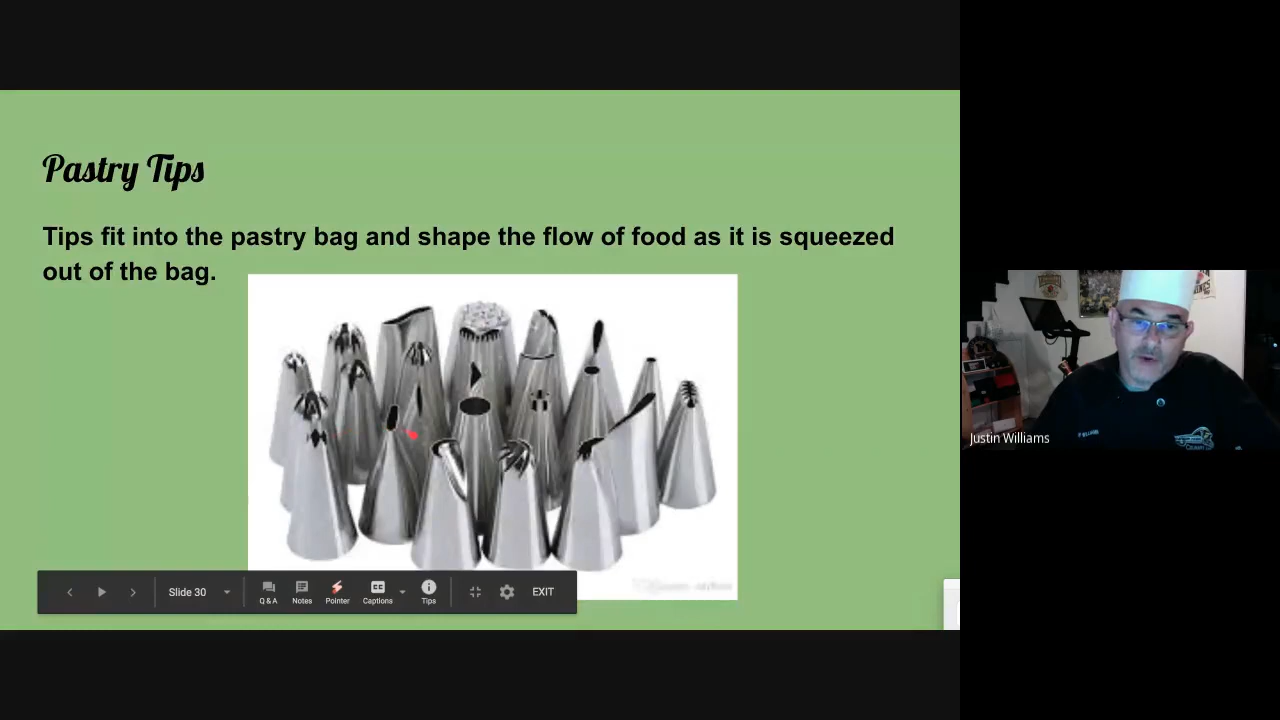 Pastry Tips
Tips fit into the pastry bag and shape the flow of food as it is squeezed
out of the bag.
Slide 30
Q & A
Notes
Pointer
Captions
Tips
EXIT
CC
Justin Williams